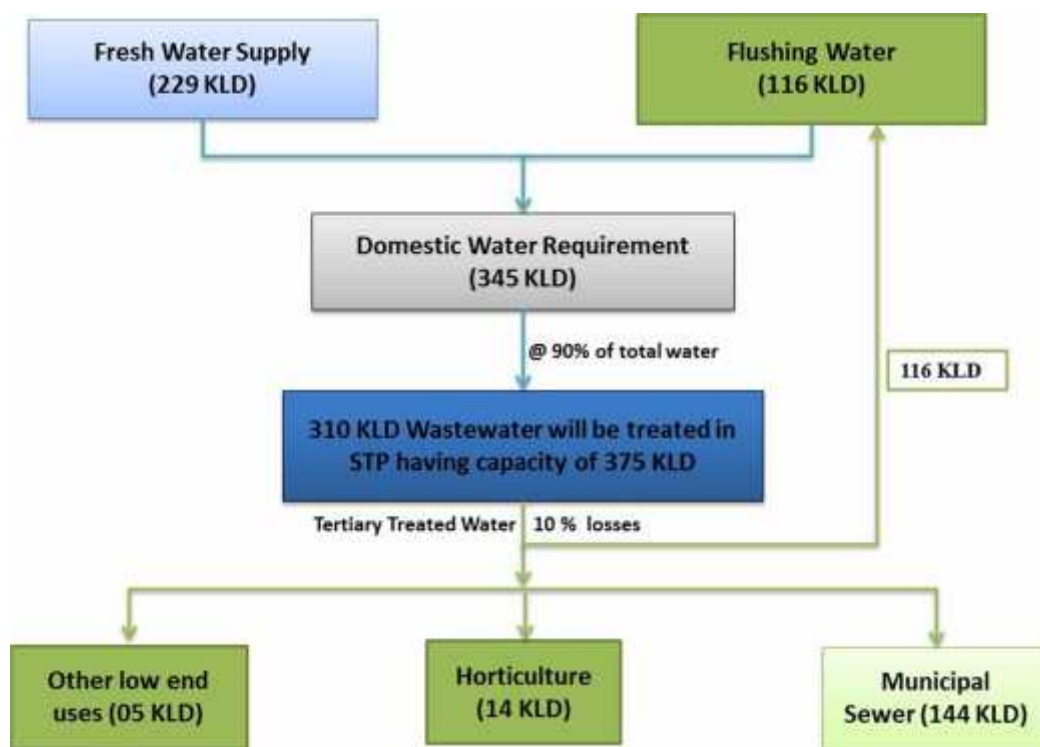 Fresh Water Supply
(229 KLD)
Flushing Water
(116 KLD)
Domestic Water Requirement
(345 KLD)
@ 90% of total water
116 KLD
310 KLD Wastewater will be treated in
STP having capacity of 375 KLD
Tertiary Treated Water 10 % losses
Other low end
uses (05 KLD)
Horticulture
(14 KLD)
Municipal
Sewer (144 KLD)